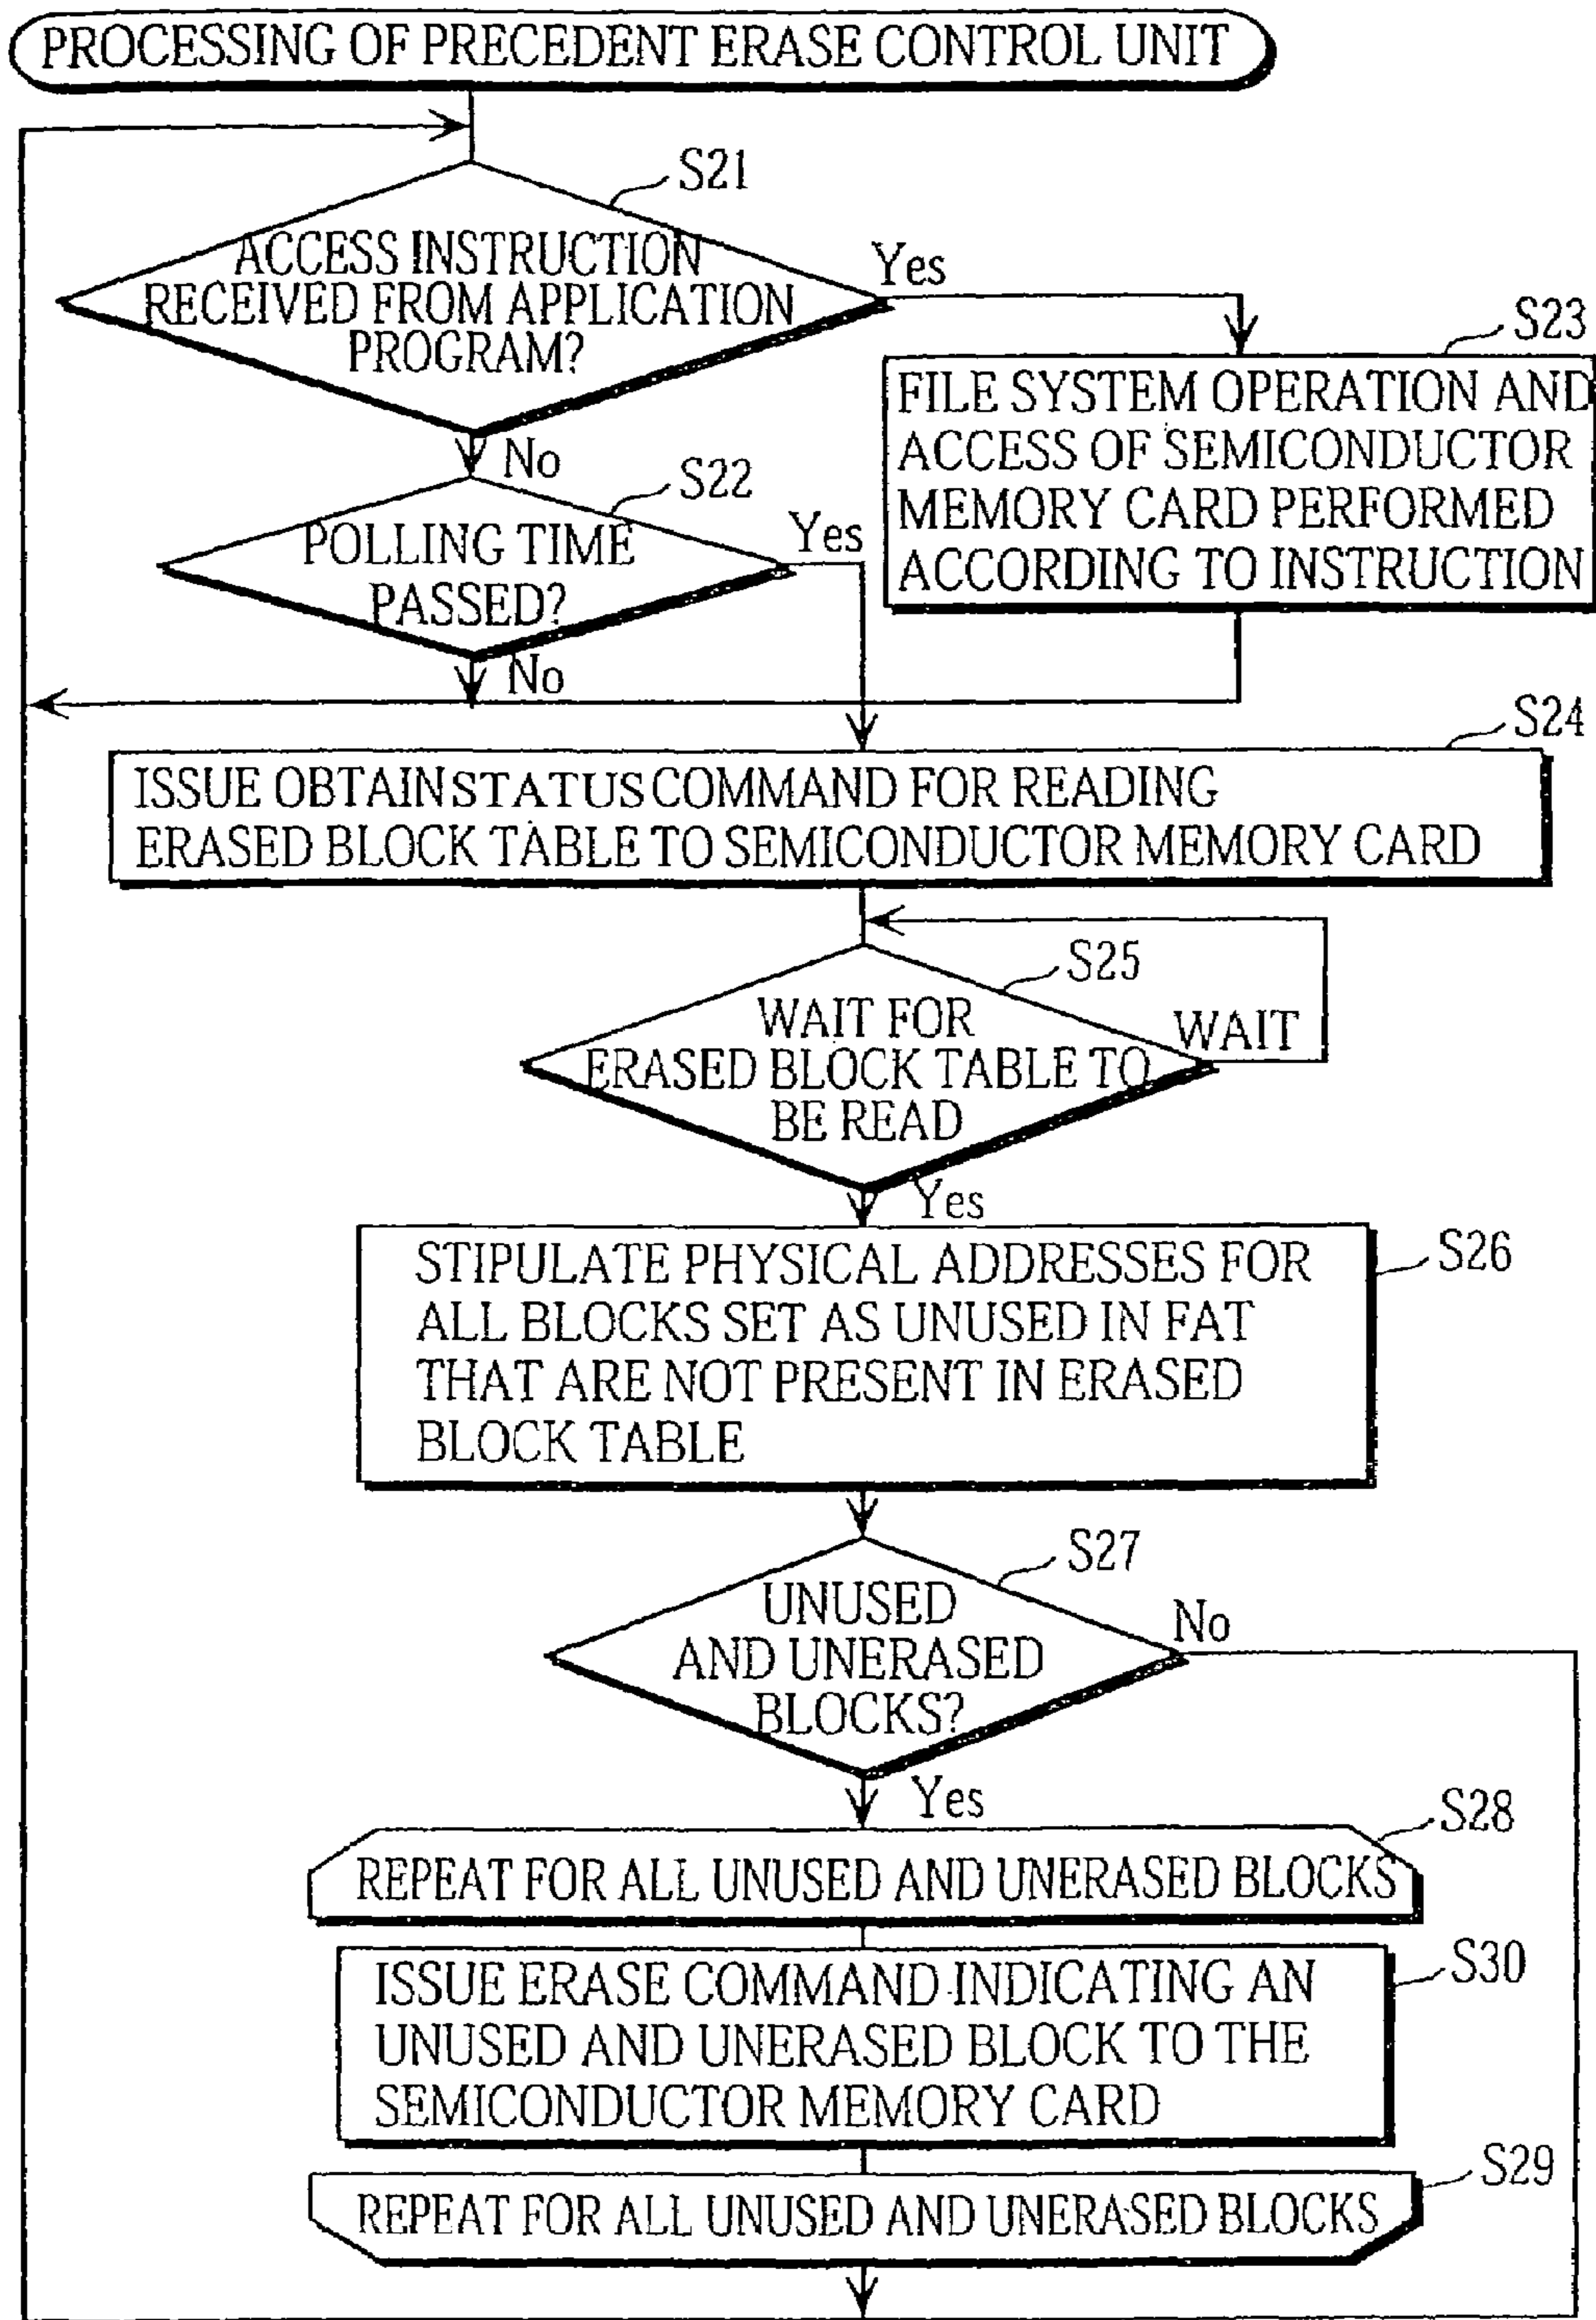 PROCESSING OF PRECEDENT ERASE CONTROL UNIT
S21
ACCESS INSTRUCTION
RECEIVED FROM APPLICATION
PROGRAM?
Yes
No
S22
POLLING TIME
PASSED?
Yes
No
S23
FILE SYSTEM OPERATION AND
ACCESS OF SEMICONDUCTOR
MEMORY CARD PERFORMED
ACCORDING TO INSTRUCTION
S24
ISSUE OBTAIN STATUS COMMAND FOR READING
ERASED BLOCK TABLE TO SEMICONDUCTOR MEMORY CARD
S25
WAIT FOR
ERASED BLOCK TABLE TO
BE READ
WAIT
Yes
S26
STIPULATE PHYSICAL ADDRESSES FOR
ALL BLOCKS SET AS UNUSED IN FAT
THAT ARE NOT PRESENT IN ERASED
BLOCK TABLE
S27
UNUSED
AND UNERASED
BLOCKS?
No
Yes
S28
REPEAT FOR ALL UNUSED AND UNERASED BLOCKS
S30
ISSUE ERASE COMMAND INDICATING AN
UNUSED AND UNERASED BLOCK TO THE
SEMICONDUCTOR MEMORY CARD
S29
REPEAT FOR ALL UNUSED AND UNERASED BLOCKS